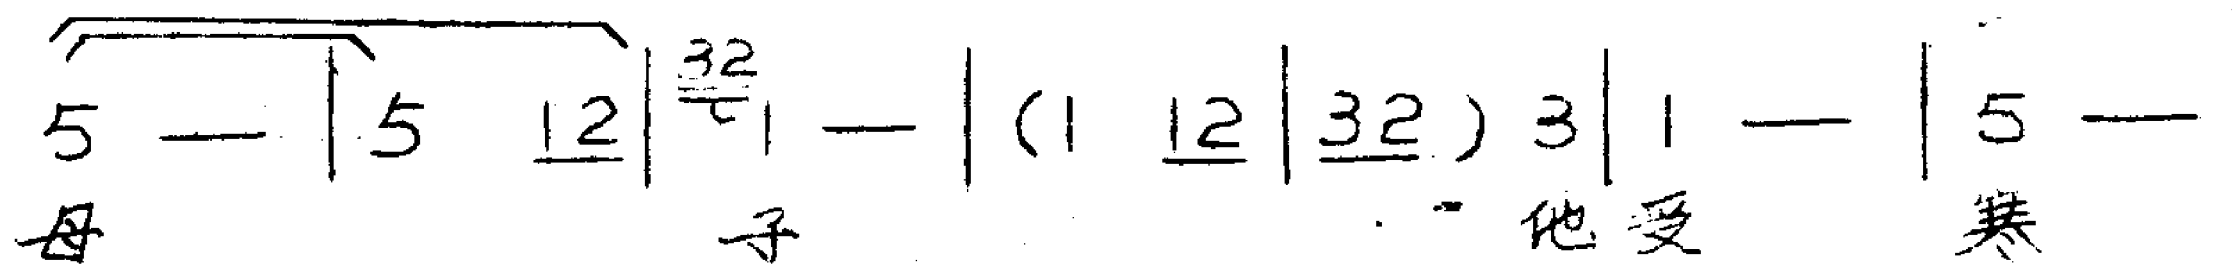 5 — | 5 12 | 32 1 — | (1 12 | 32) 3 | 1 — | 5 —
母 子 他 受 寒